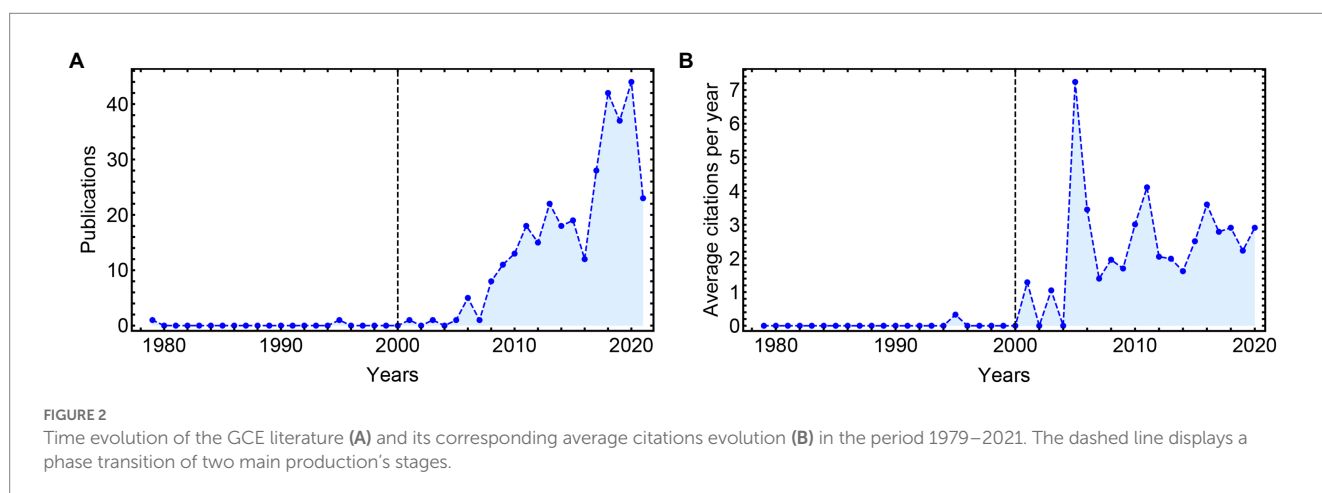 A
Publications
40
30
20
10
0
1980 1990 2000 2010 2020
Years
B
Average citations per year
7
6
5
4
3
2
1
0
1980 1990 2000 2010 2020
Years
FIGURE 2
Time evolution of the GCE literature (A) and its corresponding average citations evolution (B) in the period 1979–2021. The dashed line displays a
phase transition of two main production’s stages.